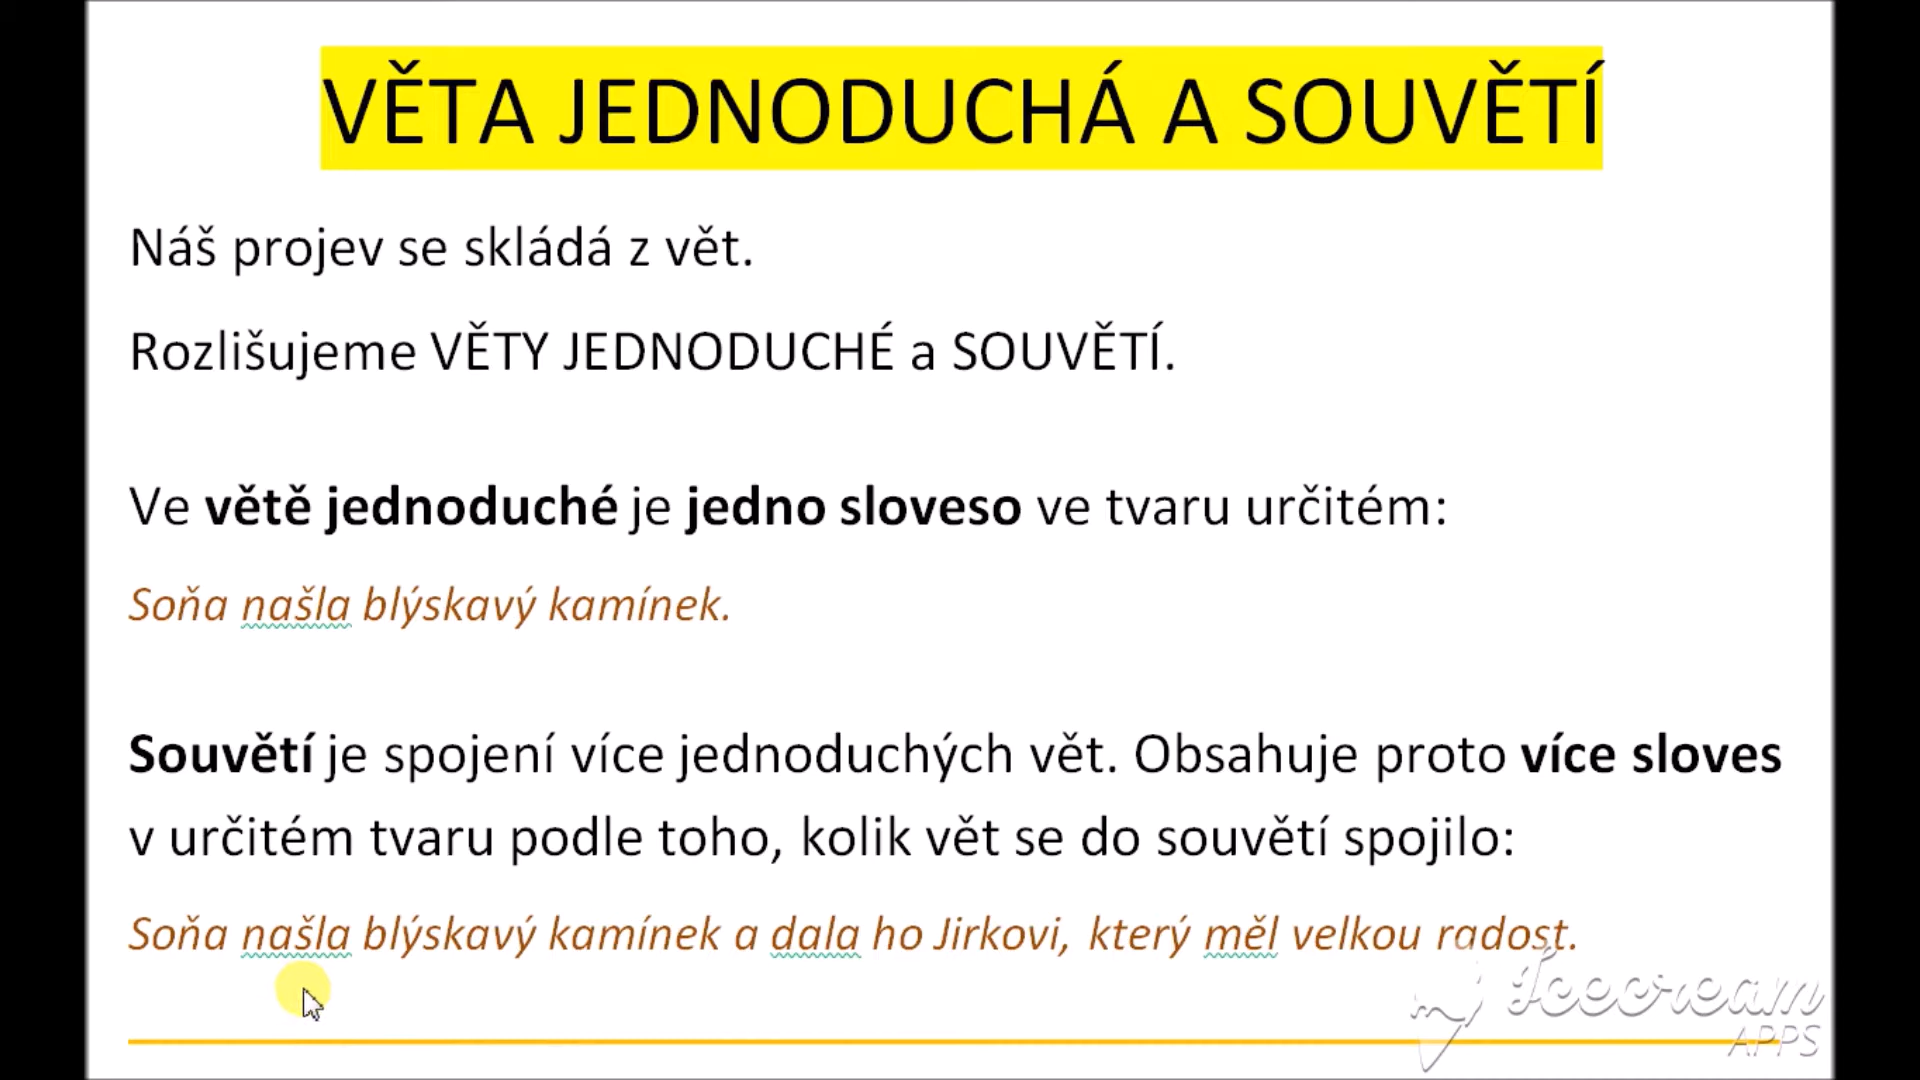 VĚTA JEDNODUCHÁ A SOUVĚTÍ
Náš projev se skládá z vět.
Rozlišujeme VĚTY JEDNODUCHÉ a SOUVĚTÍ.
Ve větě jednoduché je jedno sloveso ve tvaru určitém:
Soňa našla blýskavý kamínek.
Souvětí je spojení více jednoduchých vět. Obsahuje proto více sloves
v určitém tvaru podle toho, kolik vět se do souvětí spojilo:
Soňa našla blýskavý kamínek a dala ho Jirkovi, který měl velkou radost.
Icecream
APPS